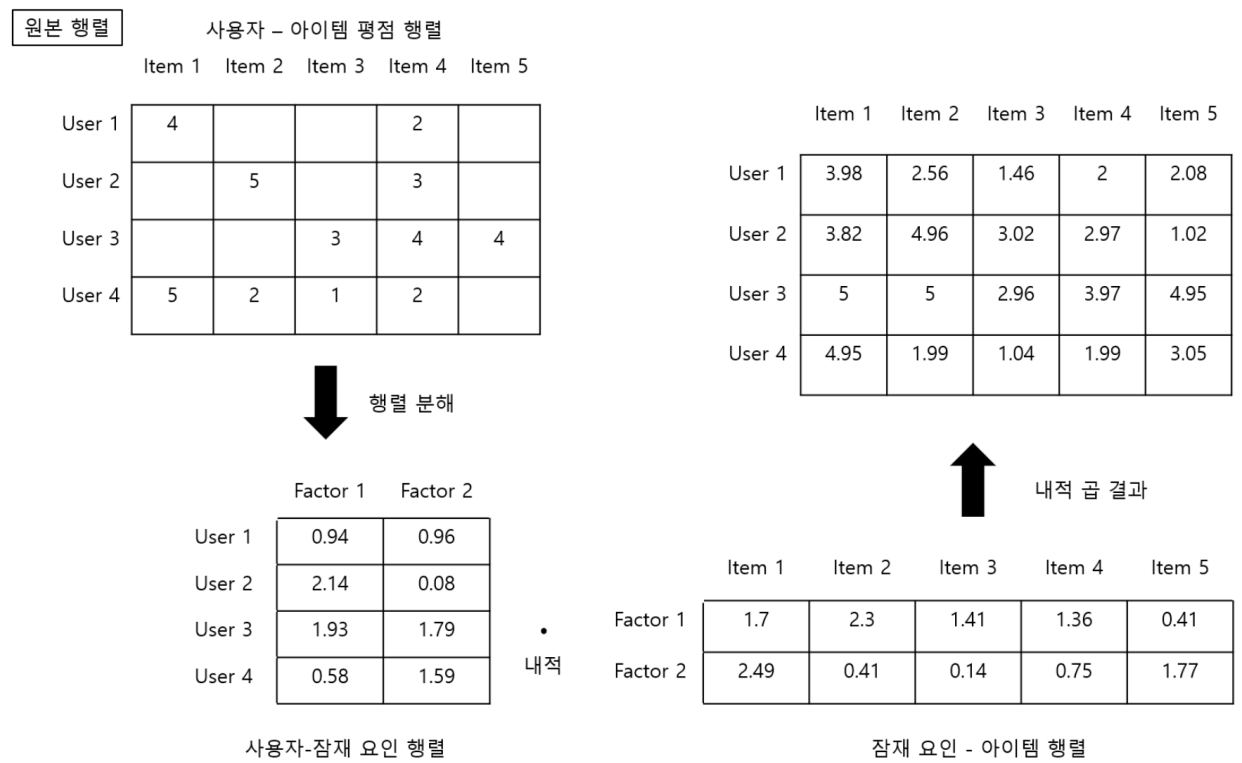 원본 행렬
사용자 – 아이템 평점 행렬
Item 1 Item 2 Item 3 Item 4 Item 5
User 1 4 2
User 2 5 3
User 3 3 4 4
User 4 5 2 1 2
행렬 분해
Factor 1 Factor 2
User 1 0.94 0.96
User 2 2.14 0.08
User 3 1.93 1.79
User 4 0.58 1.59
사용자-잠재 요인 행렬
•
내적
Item 1 Item 2 Item 3 Item 4 Item 5
Factor 1 1.7 2.3 1.41 1.36 0.41
Factor 2 2.49 0.41 0.14 0.75 1.77
잠재 요인 - 아이템 행렬
내적 곱 결과
Item 1 Item 2 Item 3 Item 4 Item 5
User 1 3.98 2.56 1.46 2 2.08
User 2 3.82 4.96 3.02 2.97 1.02
User 3 5 5 2.96 3.97 4.95
User 4 4.95 1.99 1.04 1.99 3.05